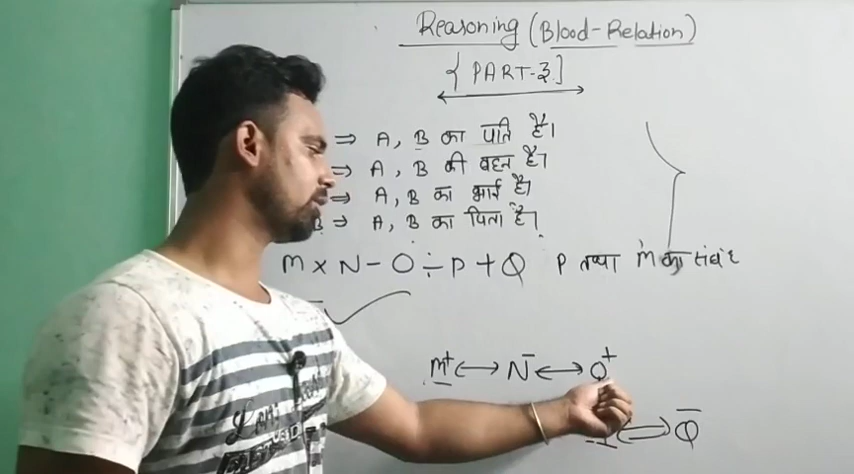 Reasoning (Blood-Relation)
{ PART-3 ]
⇒ A, B का पति है।
⇒ A, B की बहन है।
⇒ A, B का भाई है।
B ⇒ A, B का पिता है।
M × N - O ÷ P + Q P तथा M का संबंध
M⁺ ↔ N⁻ ↔ O⁺
⇔ Q⁻